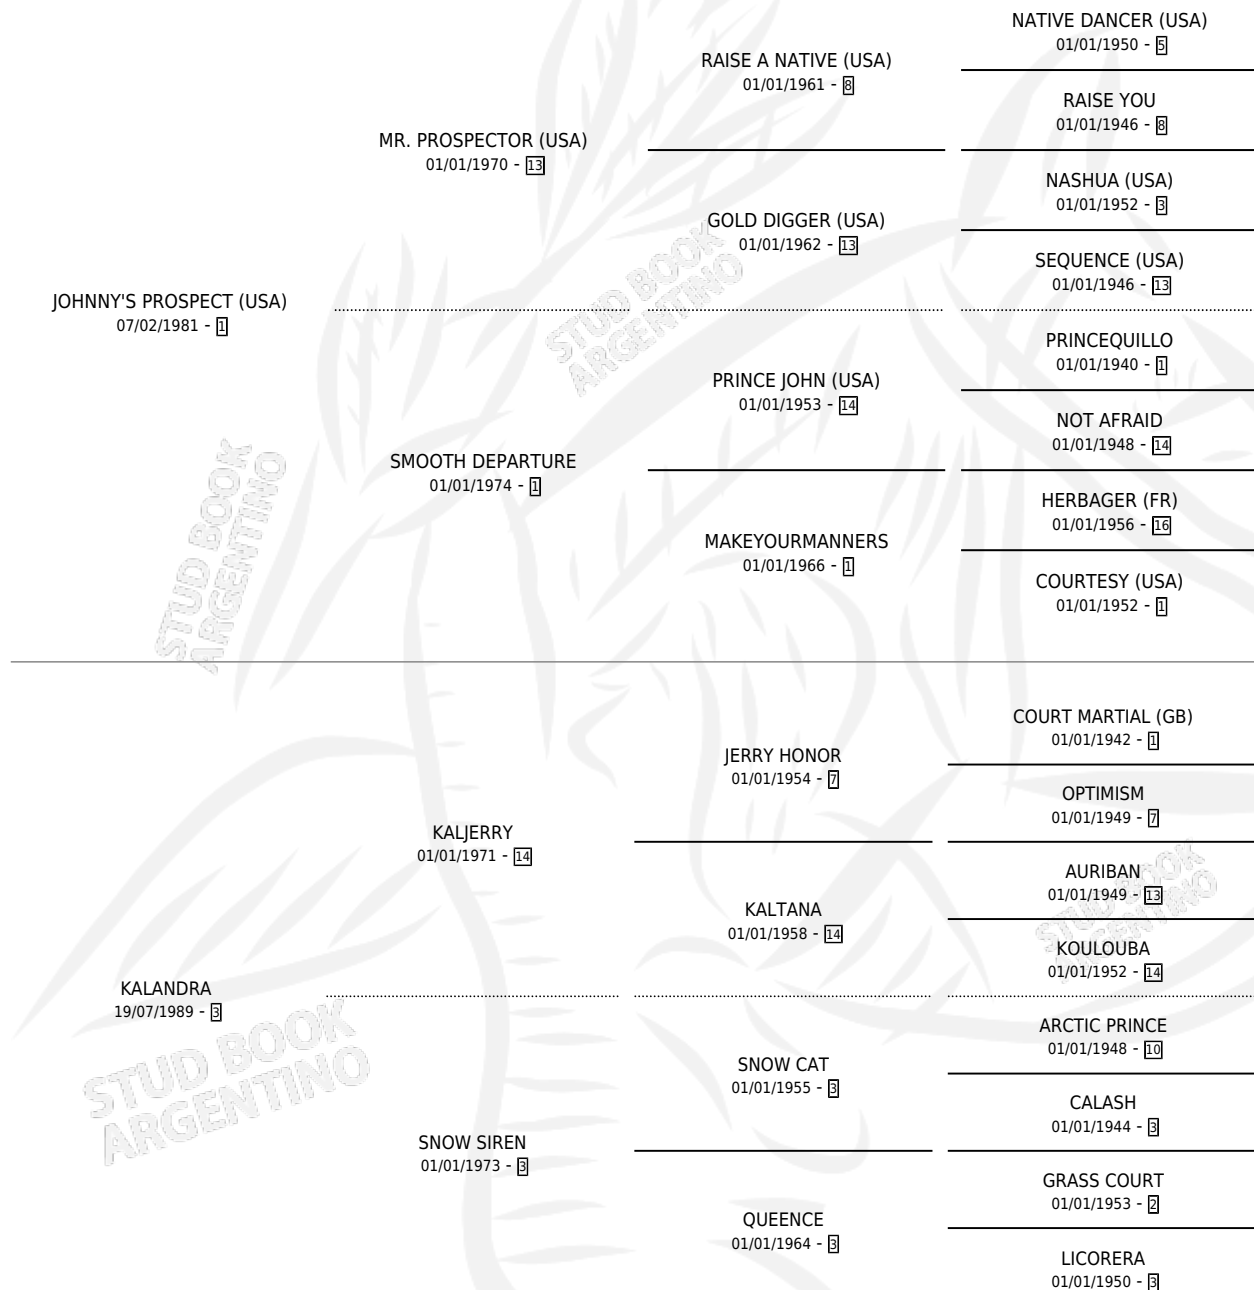 JOHNNY'S PROSPECT (USA)
07/02/1981 - 1
MR. PROSPECTOR (USA)
01/01/1970 - 13
RAISE A NATIVE (USA)
01/01/1961 - 8
NATIVE DANCER (USA)
01/01/1950 - 5
RAISE YOU
01/01/1946 - 8
GOLD DIGGER (USA)
01/01/1962 - 13
NASHUA (USA)
01/01/1952 - 3
SEQUENCE (USA)
01/01/1946 - 13
SMOOTH DEPARTURE
01/01/1974 - 1
PRINCE JOHN (USA)
01/01/1953 - 14
PRINCEQUILLO
01/01/1940 - 1
NOT AFRAID
01/01/1948 - 14
MAKEYOURMANNERS
01/01/1966 - 1
HERBAGER (FR)
01/01/1956 - 16
COURTESY (USA)
01/01/1952 - 1
KALANDRA
19/07/1989 - 3
KALJERRY
01/01/1971 - 14
JERRY HONOR
01/01/1954 - 7
COURT MARTIAL (GB)
01/01/1942 - 1
OPTIMISM
01/01/1949 - 7
KALTANA
01/01/1958 - 14
AURIBAN
01/01/1949 - 13
KOULOUBA
01/01/1952 - 14
SNOW SIREN
01/01/1973 - 3
SNOW CAT
01/01/1955 - 3
ARCTIC PRINCE
01/01/1948 - 10
CALASH
01/01/1944 - 3
QUEENCE
01/01/1964 - 3
GRASS COURT
01/01/1953 - 2
LICORERA
01/01/1950 - 3
STUD BOOK
ARGENTINO
STUD BOOK
ARGENTINO
STUD BOOK
ARGENTINO
STUD BOOK
ARGENTINO